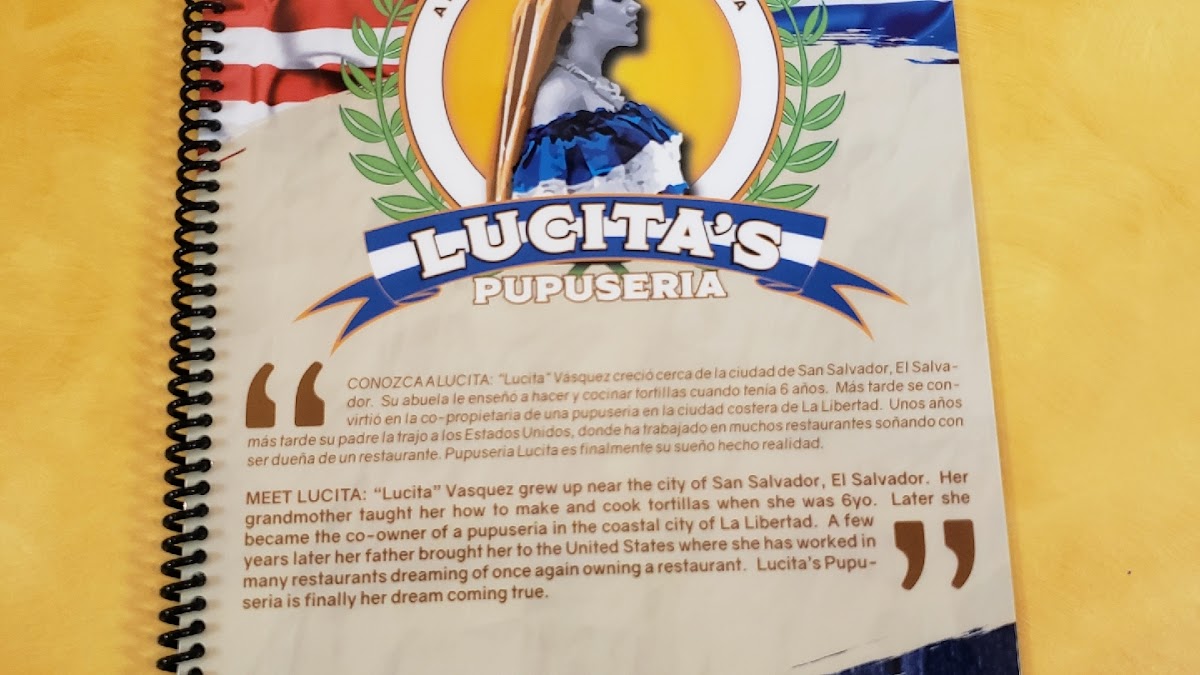 LUCITA'S
PUPUSERIA
CONOZCA A LUCITA: "Lucita" Vásquez creció cerca de la ciudad de San Salvador, El Salva-
dor. Su abuela le enseñó a hacer y cocinar tortillas cuando tenía 6 años. Más tarde se con-
virtió en la co-propietaria de una pupuseria en la ciudad costera de La Libertad. Unos años
más tarde su padre la trajo a los Estados Unidos, donde ha trabajado en muchos restaurantes soñando con
ser dueña de un restaurante. Pupuseria Lucita es finalmente su sueño hecho realidad.
MEET LUCITA: "Lucita" Vasquez grew up near the city of San Salvador, El Salvador. Her
grandmother taught her how to make and cook tortillas when she was 6yo. Later she
became the co-owner of a pupuseria in the coastal city of La Libertad. A few
years later her father brought her to the United States where she has worked in
many restaurants dreaming of once again owning a restaurant. Lucita's Pupu-
seria is finally her dream coming true.